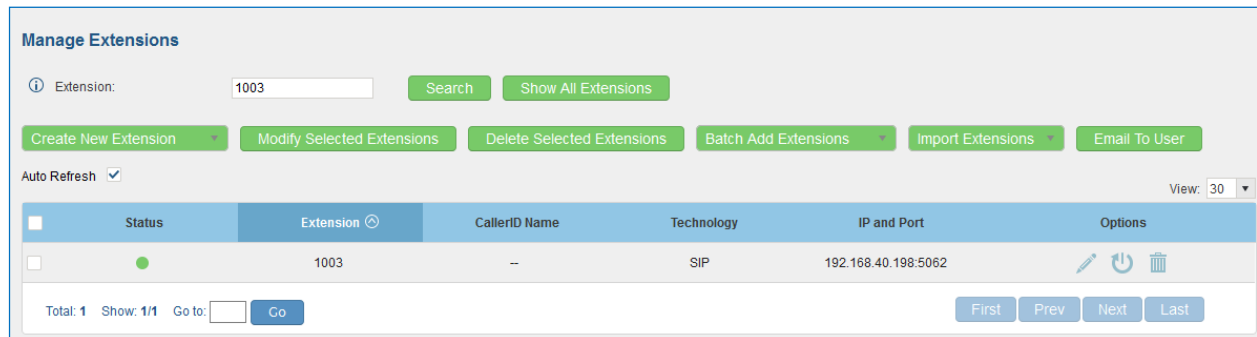 Manage Extensions
Extension: 1003 Search Show All Extensions
Create New Extension Modify Selected Extensions Delete Selected Extensions Batch Add Extensions Import Extensions Email To User
Auto Refresh
View: 30
Status Extension CallerID Name Technology IP and Port Options
1003 -- SIP 192.168.40.198:5062
Total: 1 Show: 1/1 Go to: Go First Prev Next Last